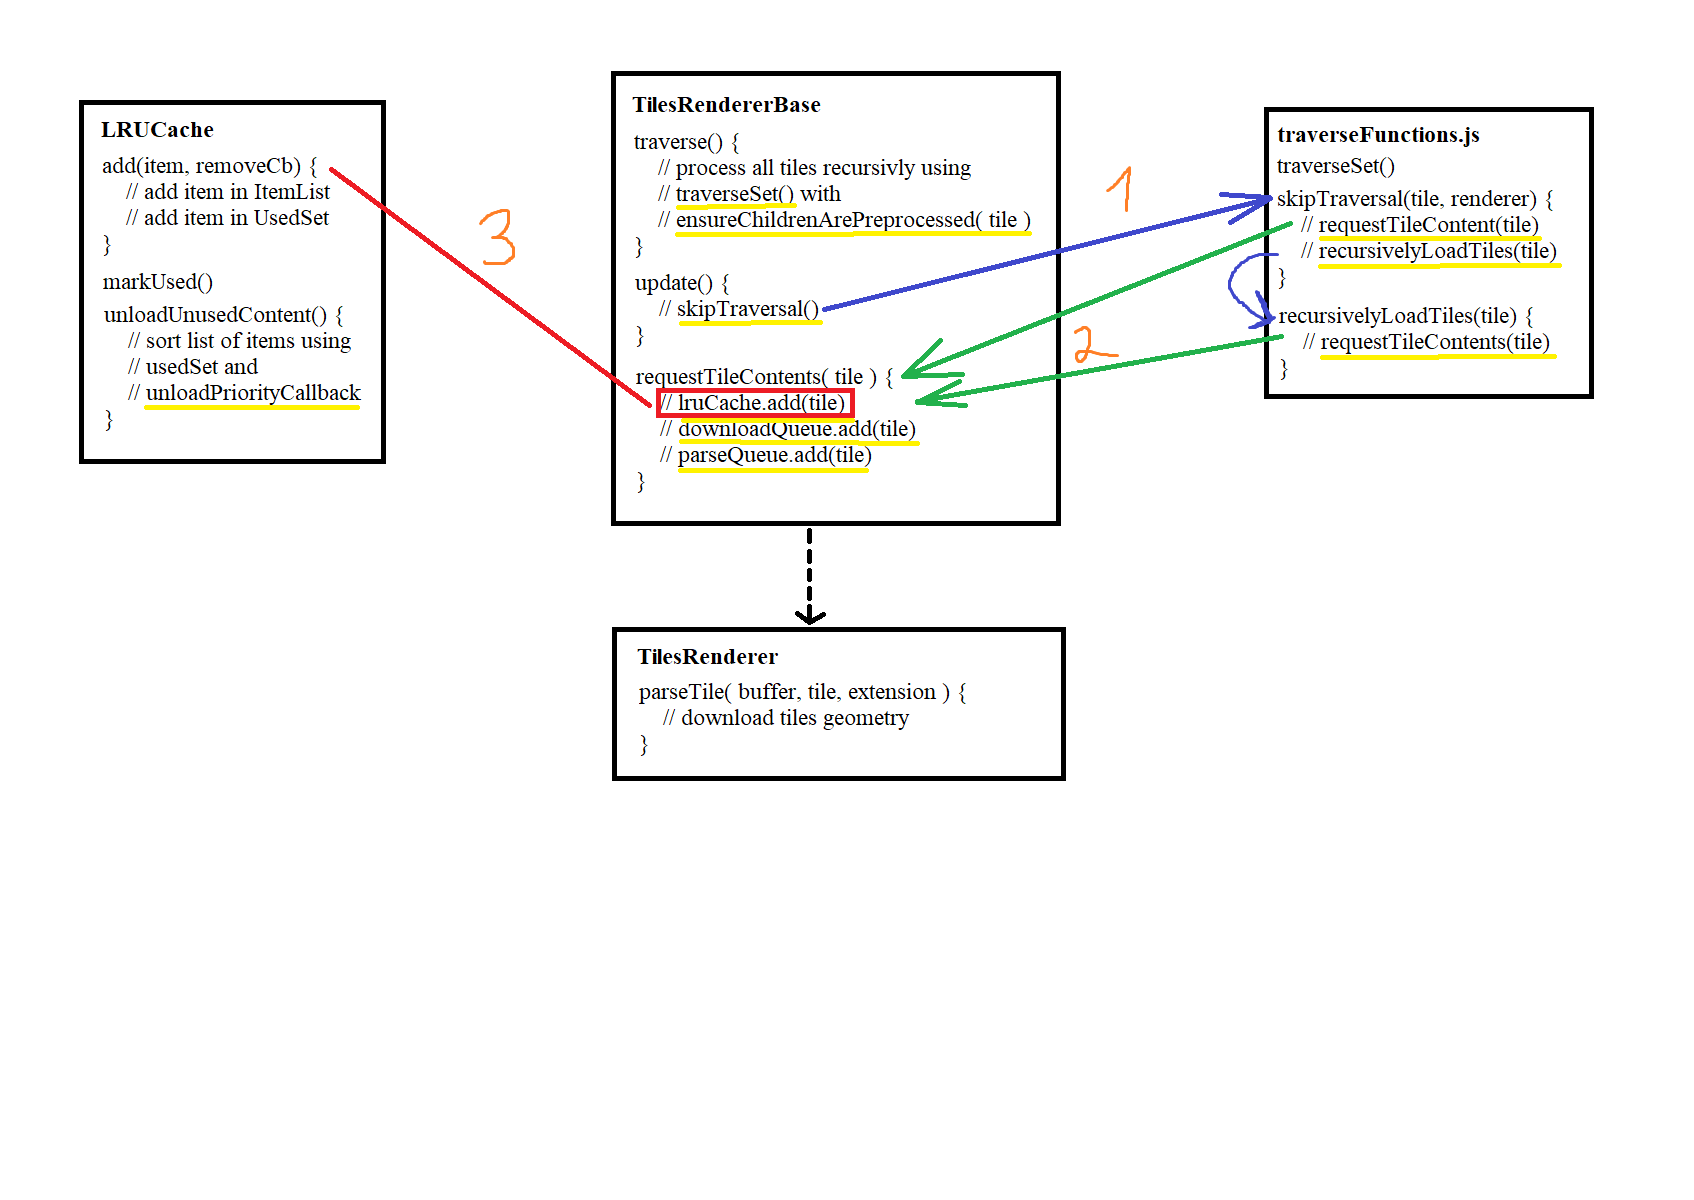 LRUCache
add(item, removeCb) {
// add item in ItemList
// add item in UsedSet
}
markUsed()
unloadUnusedContent() {
// sort list of items using
// usedSet and
// unloadPriorityCallback
}
3
TilesRendererBase
traverse() {
// process all tiles recursivly using
// traverseSet() with
// ensureChildrenArePreprocessed( tile )
}
update() {
// skipTraversal()
}
requestTileContents( tile ) {
// lruCache.add(tile)
// downloadQueue.add(tile)
// parseQueue.add(tile)
}
1
2
traverseFunctions.js
traverseSet()
skipTraversal(tile, renderer) {
// requestTileContent(tile)
// recursivelyLoadTiles(tile)
}
recursivelyLoadTiles(tile) {
// requestTileContents(tile)
}
TilesRenderer
parseTile( buffer, tile, extension ) {
// download tiles geometry
}